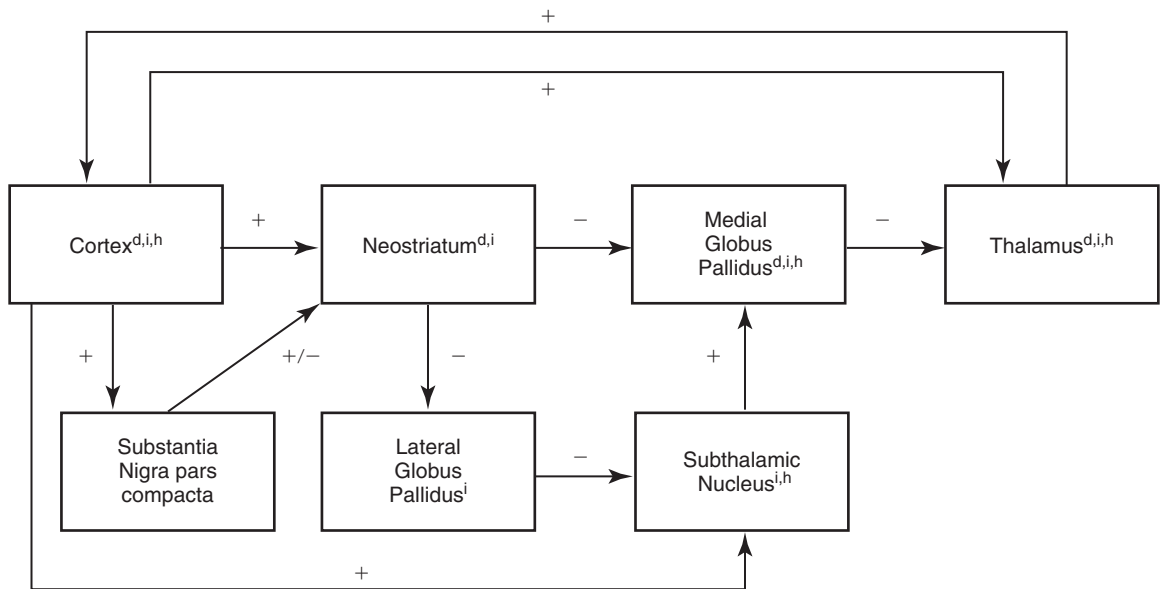 +
+
Cortex^d,i,h
+
Neostriatum^d,i
−
Medial
Globus
Pallidus^d,i,h
−
Thalamus^d,i,h
+
+/−
−
+
Substantia
Nigra pars
compacta
Lateral
Globus
Pallidus^i
−
Subthalamic
Nucleus^i,h
+